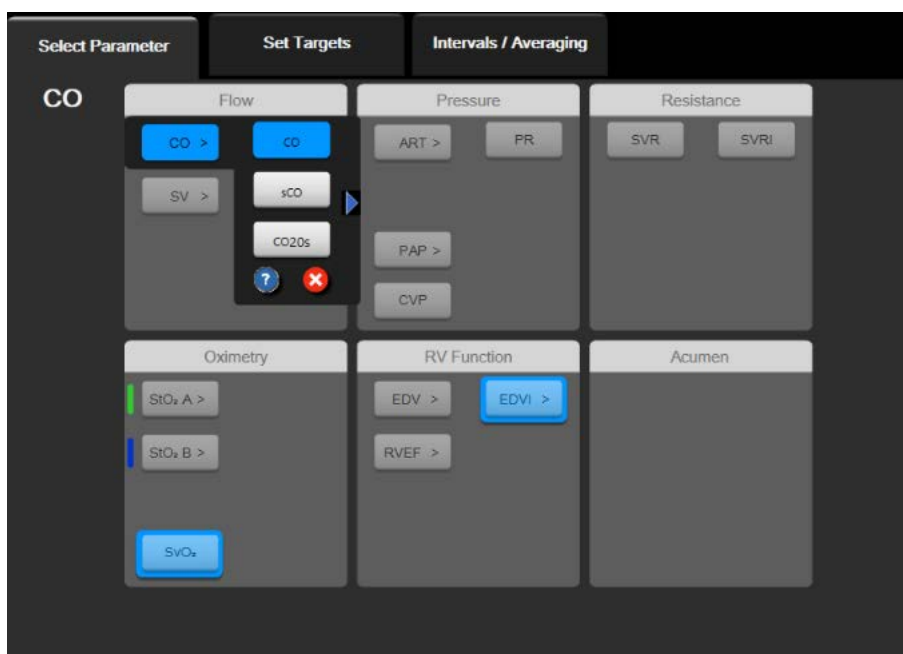 Select Parameter
Set Targets
Intervals / Averaging
CO
Flow
CO >
CO
sCO
CO20s
?
SV >
Pressure
ART >
PR
PAP >
CVP
Resistance
SVR
SVRI
Oximetry
StO₂ A >
StO₂ B >
SvO₂
RV Function
EDV >
EDVI >
RVEF >
Acumen